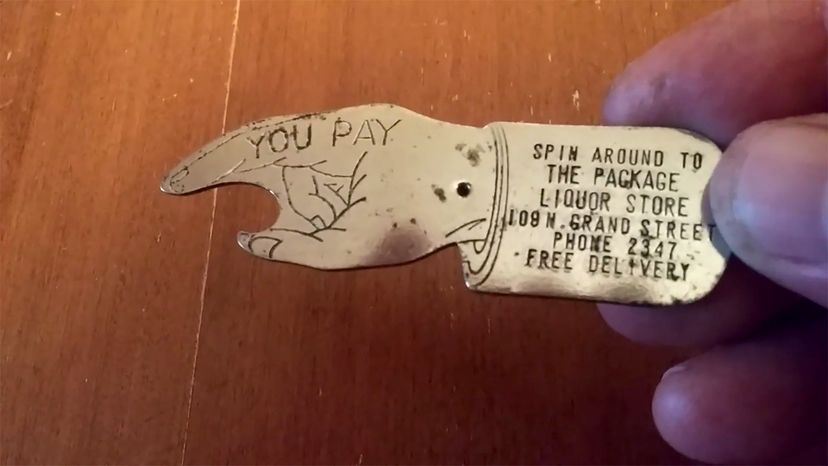 YOU PAY
SPIN AROUND TO
THE PACKAGE
LIQUOR STORE
109 N. GRAND STREET
PHONE 2347
FREE DELIVERY